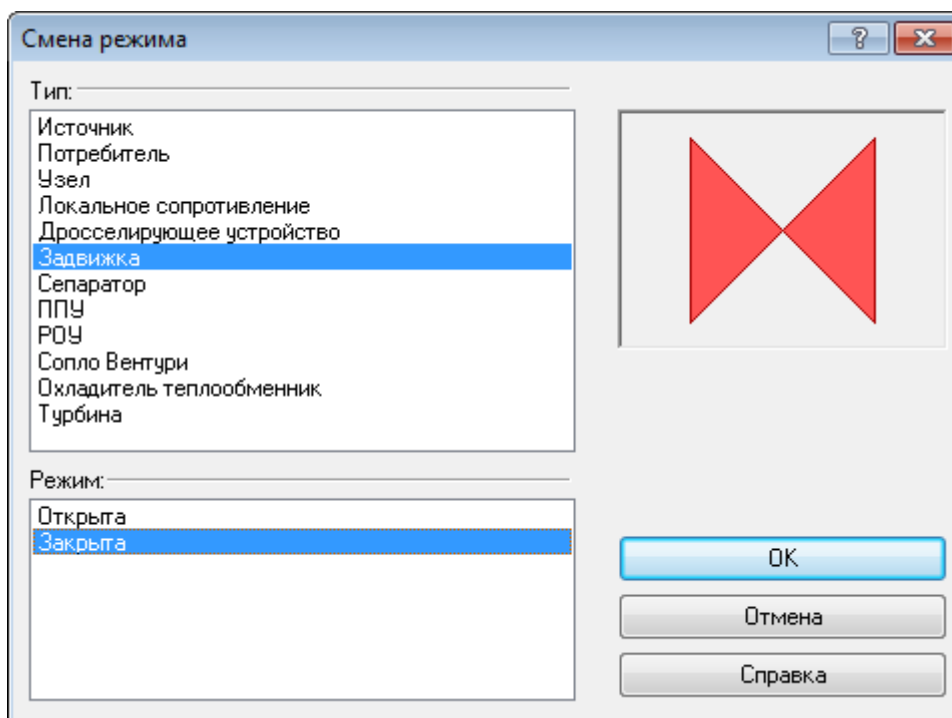 Смена режима
Тип:
Источник
Потребитель
Узел
Локальное сопротивление
Дросселирующее устройство
Задвижка
Сепаратор
ППУ
РОУ
Сопло Вентури
Охладитель теплообменник
Турбина
Режим:
Открыта
Закрыта
ОК
Отмена
Справка